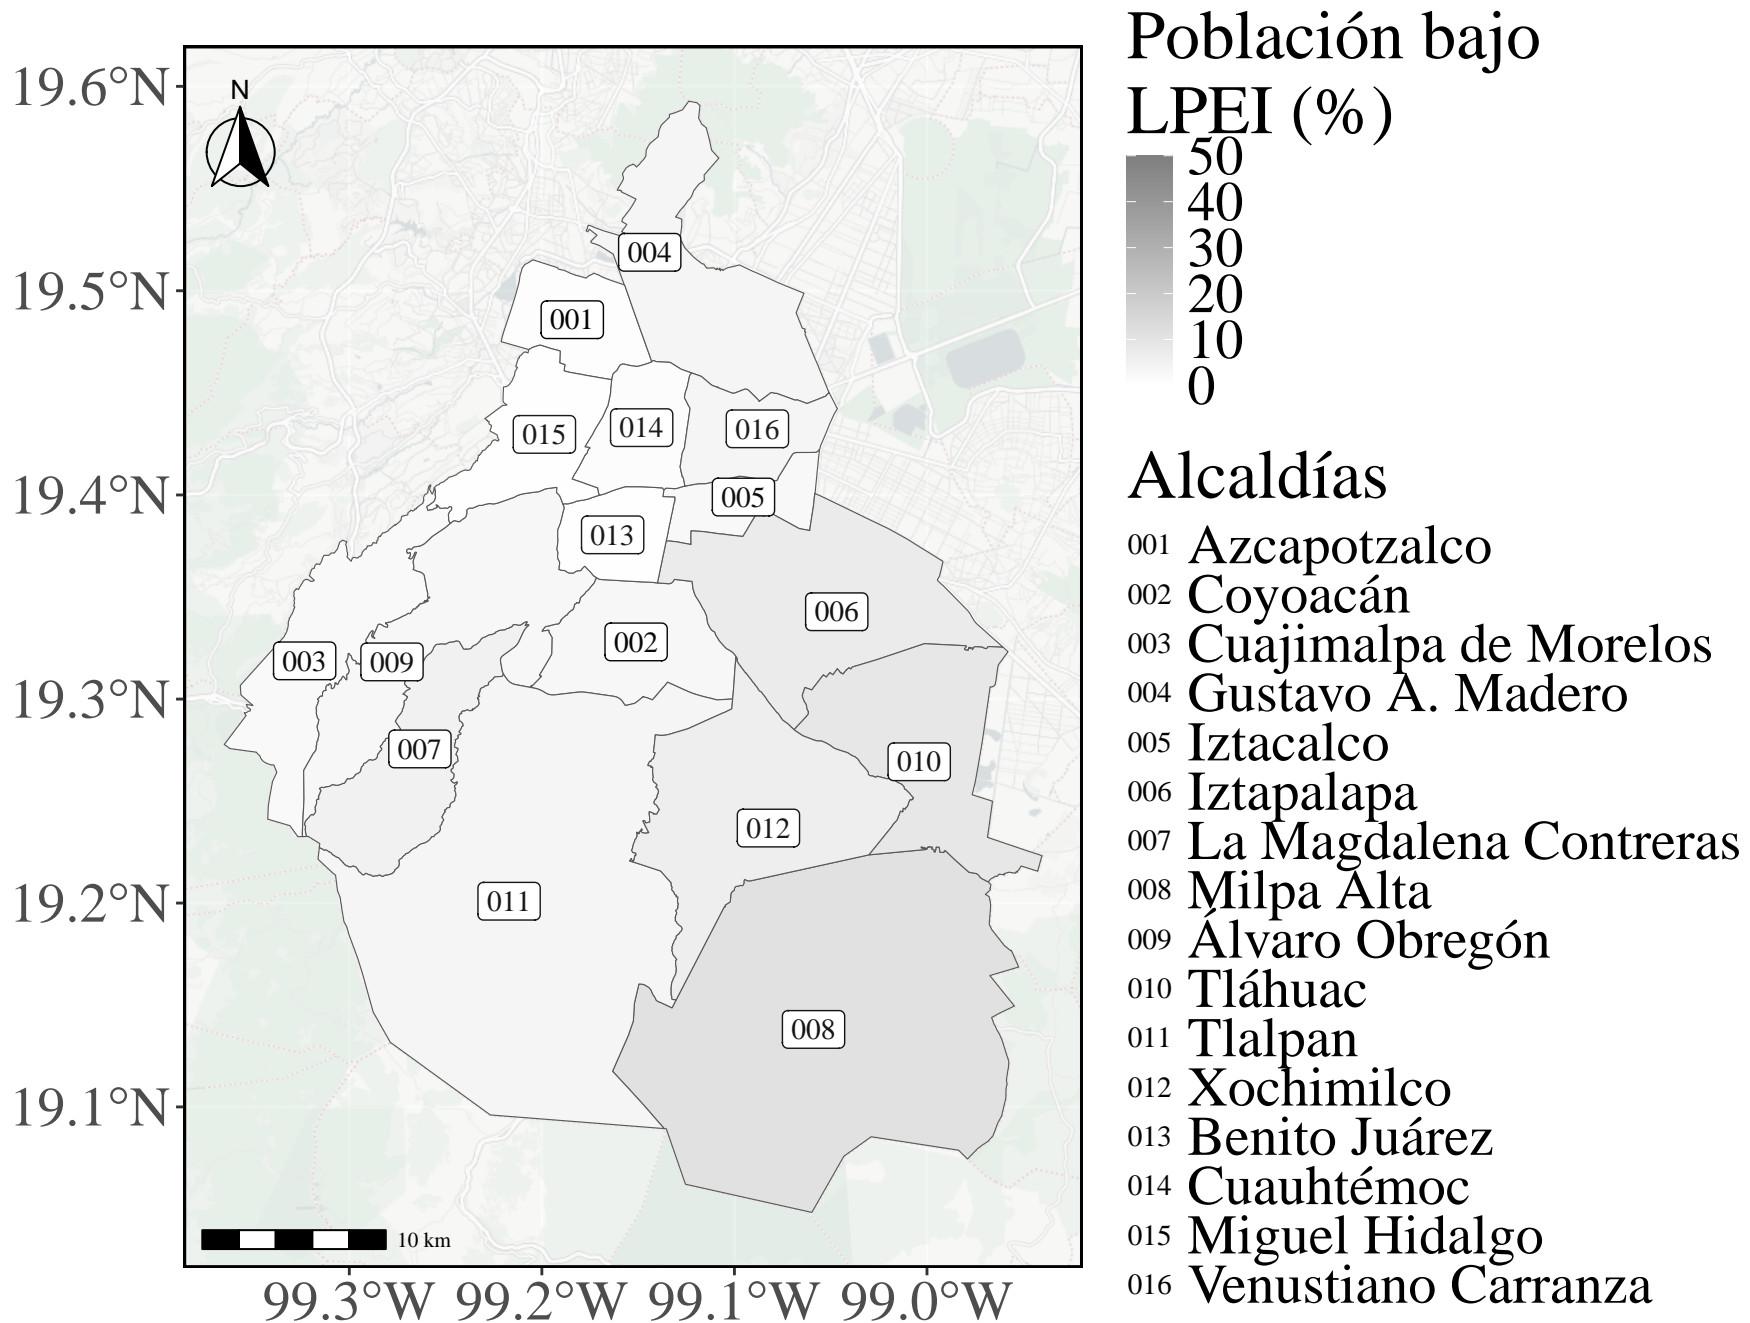 Población bajo
LPEI (%)
50
40
30
20
10
0
Alcaldías
001 Azcapotzalco
002 Coyoacán
003 Cuajimalpa de Morelos
004 Gustavo A. Madero
005 Iztacalco
006 Iztapalapa
007 La Magdalena Contreras
008 Milpa Alta
009 Álvaro Obregón
010 Tláhuac
011 Tlalpan
012 Xochimilco
013 Benito Juárez
014 Cuauhtémoc
015 Miguel Hidalgo
016 Venustiano Carranza
19.6°N
19.5°N
19.4°N
19.3°N
19.2°N
19.1°N
N
004
001
015
014
016
005
013
006
002
003
009
007
010
012
011
008
10 km
99.3°W 99.2°W 99.1°W 99.0°W